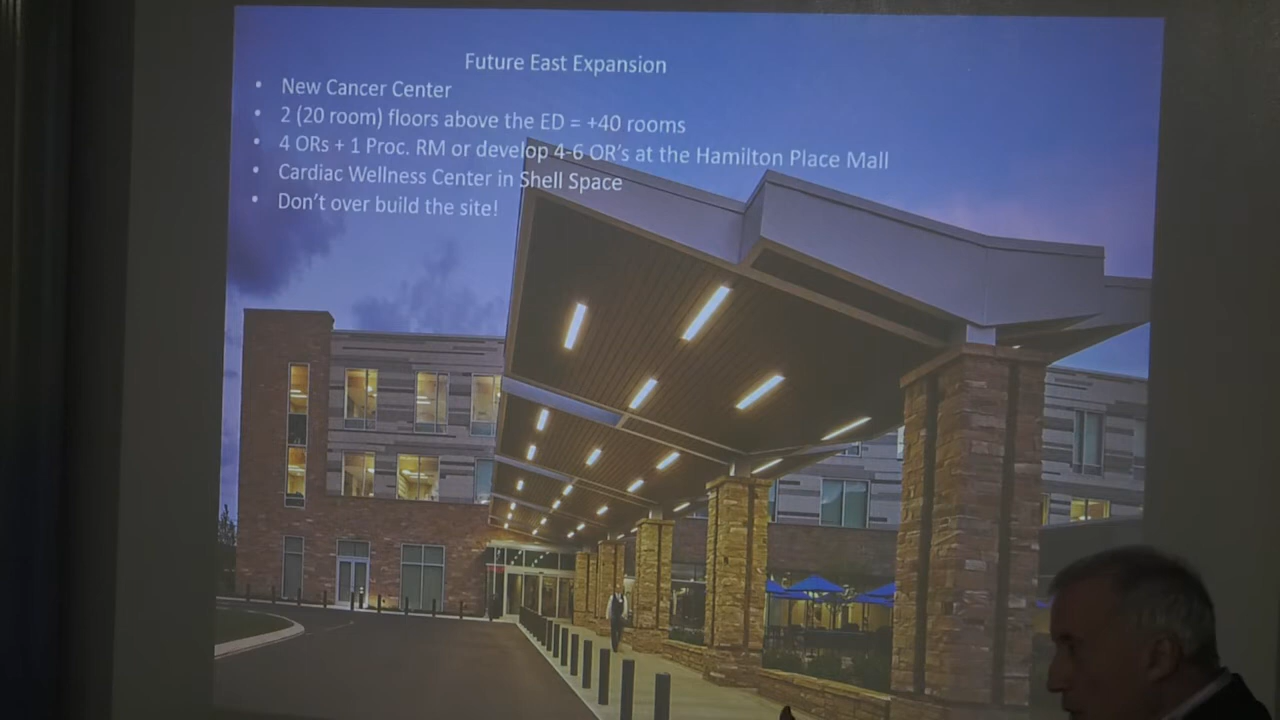 Future East Expansion
• New Cancer Center
• 2 (20 room) floors above the ED = +40 rooms
• 4 ORs + 1 Proc. RM or develop 4-6 OR's at the Hamilton Place Mall
• Cardiac Wellness Center in Shell Space
• Don't over build the site!